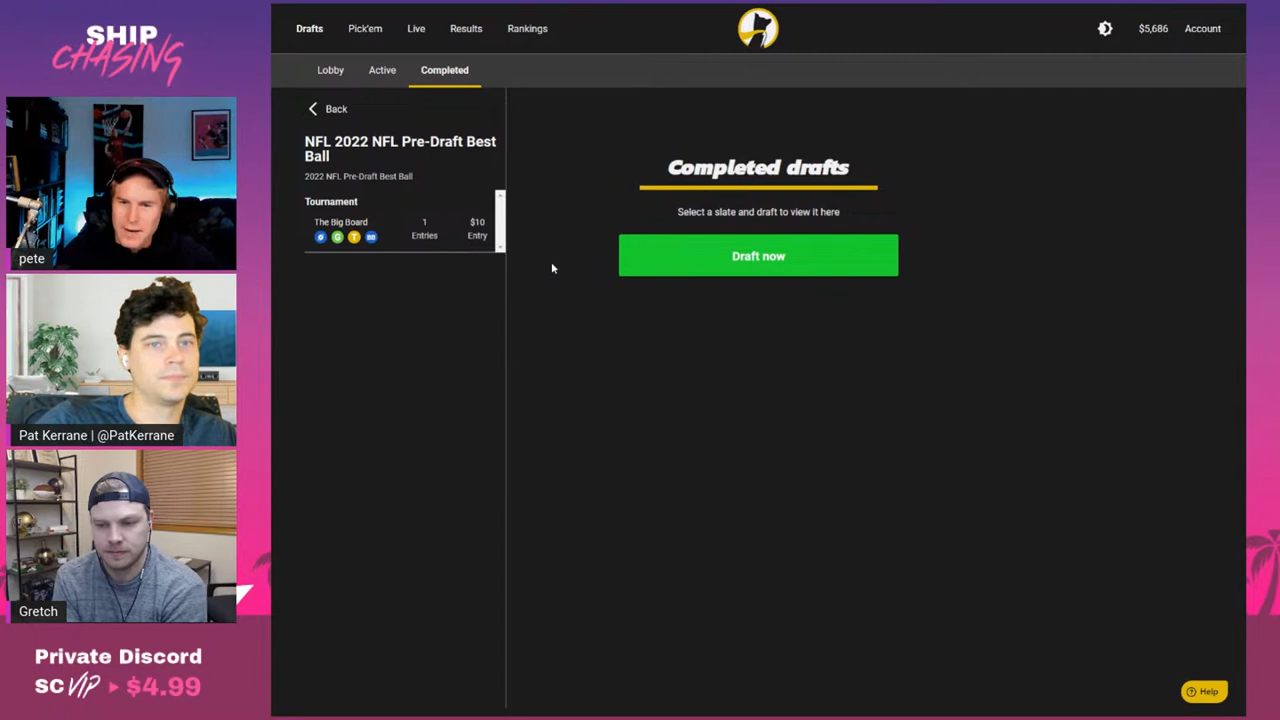 SHIP
CHASING
pete
Pat Kerrane | @PatKerrane
Gretch
Private Discord
SC VIP ▸ $4.99
Drafts Pick'em Live Results Rankings
$5,686 Account
Lobby Active Completed
Back
NFL 2022 NFL Pre-Draft Best
Ball
2022 NFL Pre-Draft Best Ball
Tournament
The Big Board 1 $10
G T BB Entries Entry
Completed drafts
Select a slate and draft to view it here
Draft now
Help